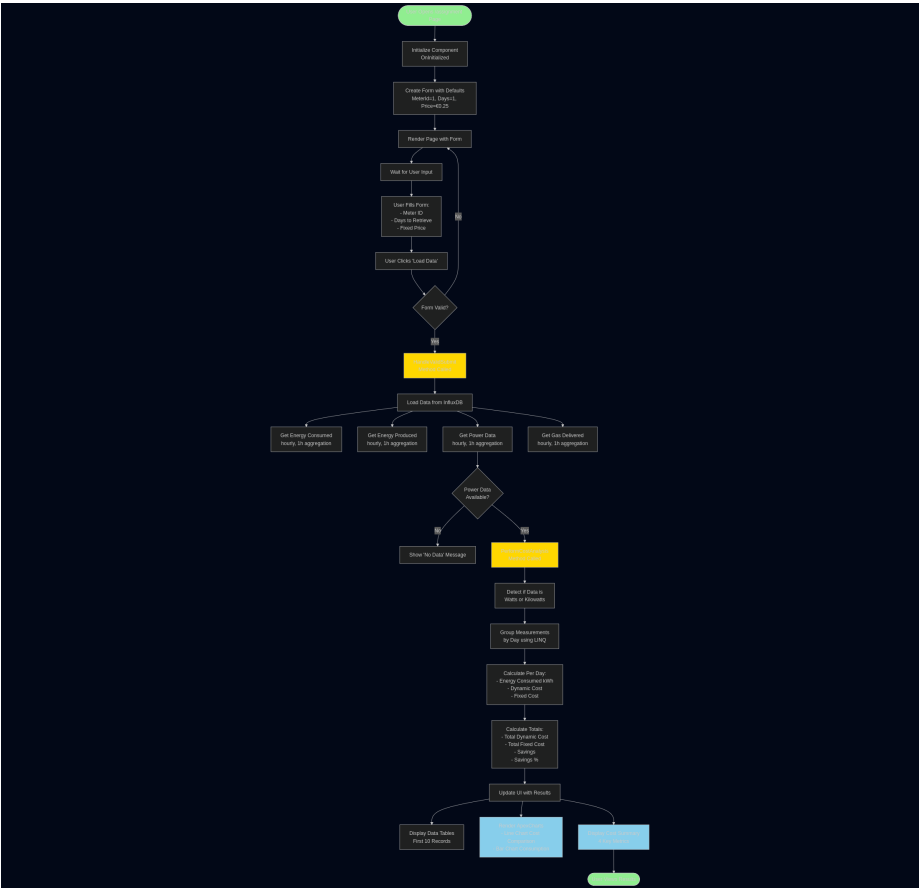 Initialize Component
OnInitialized
Create Form with Defaults
MeterId=1, Days=1,
Price=€0.25
Render Page with Form
Wait for User Input
User Fills Form:
- Meter ID
- Days to Retrieve
- Fixed Price
No
User Clicks 'Load Data'
Form Valid?
Yes
Load Data from InfluxDB
Get Energy Consumed
hourly, 1h aggregation
Get Energy Produced
hourly, 1h aggregation
Get Power Data
hourly, 1h aggregation
Get Gas Delivered
hourly, 1h aggregation
Power Data
Available?
No
Yes
Show 'No Data' Message
Detect if Data is
Watts or Kilowatts
Group Measurements
by Day using LINQ
Calculate Per Day:
- Energy Consumed kWh
- Dynamic Cost
- Fixed Cost
Calculate Totals:
- Total Dynamic Cost
- Total Fixed Cost
- Savings
- Savings %
Update UI with Results
Display Data Tables
First 10 Records